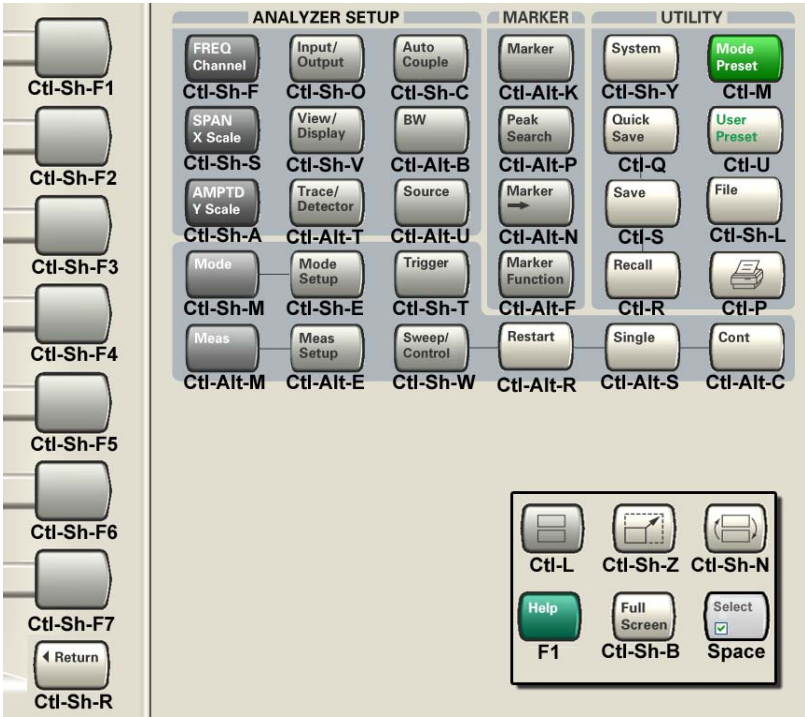 ANALYZER SETUP MARKER UTILITY
FREQ Channel
Input/ Output
Auto Couple
Marker
System
Mode Preset
Ctl-Sh-F1
Ctl-Sh-F Ctl-Sh-O Ctl-Sh-C Ctl-Alt-K Ctl-Sh-Y Ctl-M
SPAN X Scale
View/ Display
BW
Peak Search
Quick Save
User Preset
Ctl-Sh-F2
Ctl-Sh-S Ctl-Sh-V Ctl-Alt-B Ctl-Alt-P Ctl-Q Ctl-U
AMPTD Y Scale
Trace/ Detector
Source
Marker
Save
File
Ctl-Sh-F3
Ctl-Sh-A Ctl-Alt-T Ctl-Alt-U Ctl-Alt-N Ctl-S Ctl-Sh-L
Mode
Mode Setup
Trigger
Marker Function
Recall
Ctl-Sh-M Ctl-Sh-E Ctl-Sh-T Ctl-Alt-F Ctl-R Ctl-P
Ctl-Sh-F4
Meas
Meas Setup
Sweep/ Control
Restart
Single
Cont
Ctl-Alt-M Ctl-Alt-E Ctl-Sh-W Ctl-Alt-R Ctl-Alt-S Ctl-Alt-C
Ctl-Sh-F5
Ctl-Sh-F6
Ctl-Sh-F7
Return
Ctl-Sh-R
Ctl-L Ctl-Sh-Z Ctl-Sh-N
Help
Full Screen
Select
F1 Ctl-Sh-B Space